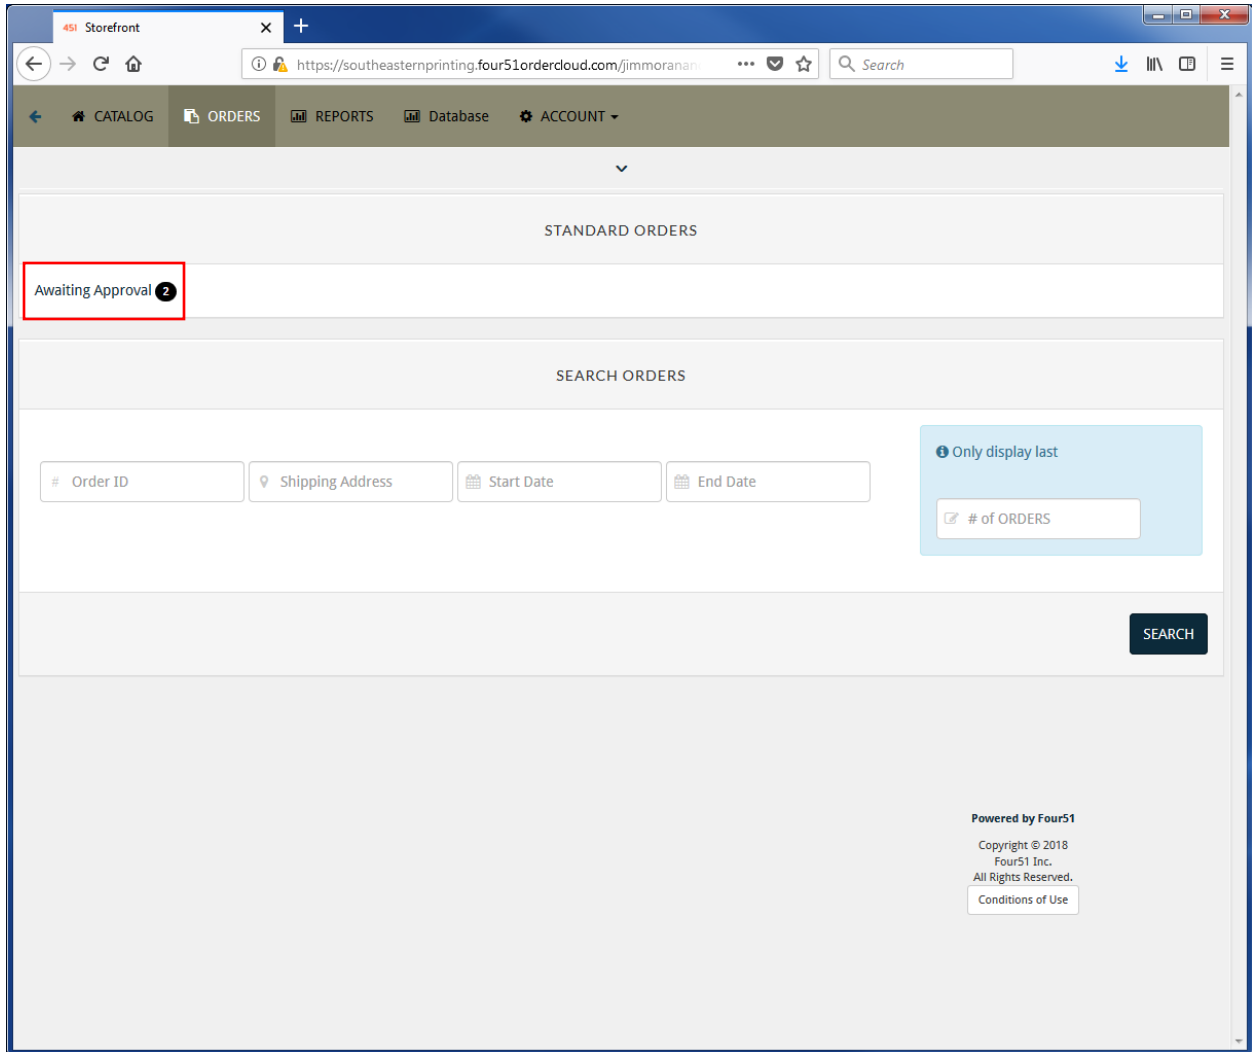 451 Storefront
https://southeasternprinting.four51ordercloud.com/jimmoranan
Search
CATALOG ORDERS REPORTS Database ACCOUNT
STANDARD ORDERS
Awaiting Approval 2
SEARCH ORDERS
Only display last
# Order ID Shipping Address Start Date End Date
# of ORDERS
SEARCH
Powered by Four51
Copyright © 2018
Four51 Inc.
All Rights Reserved.
Conditions of Use